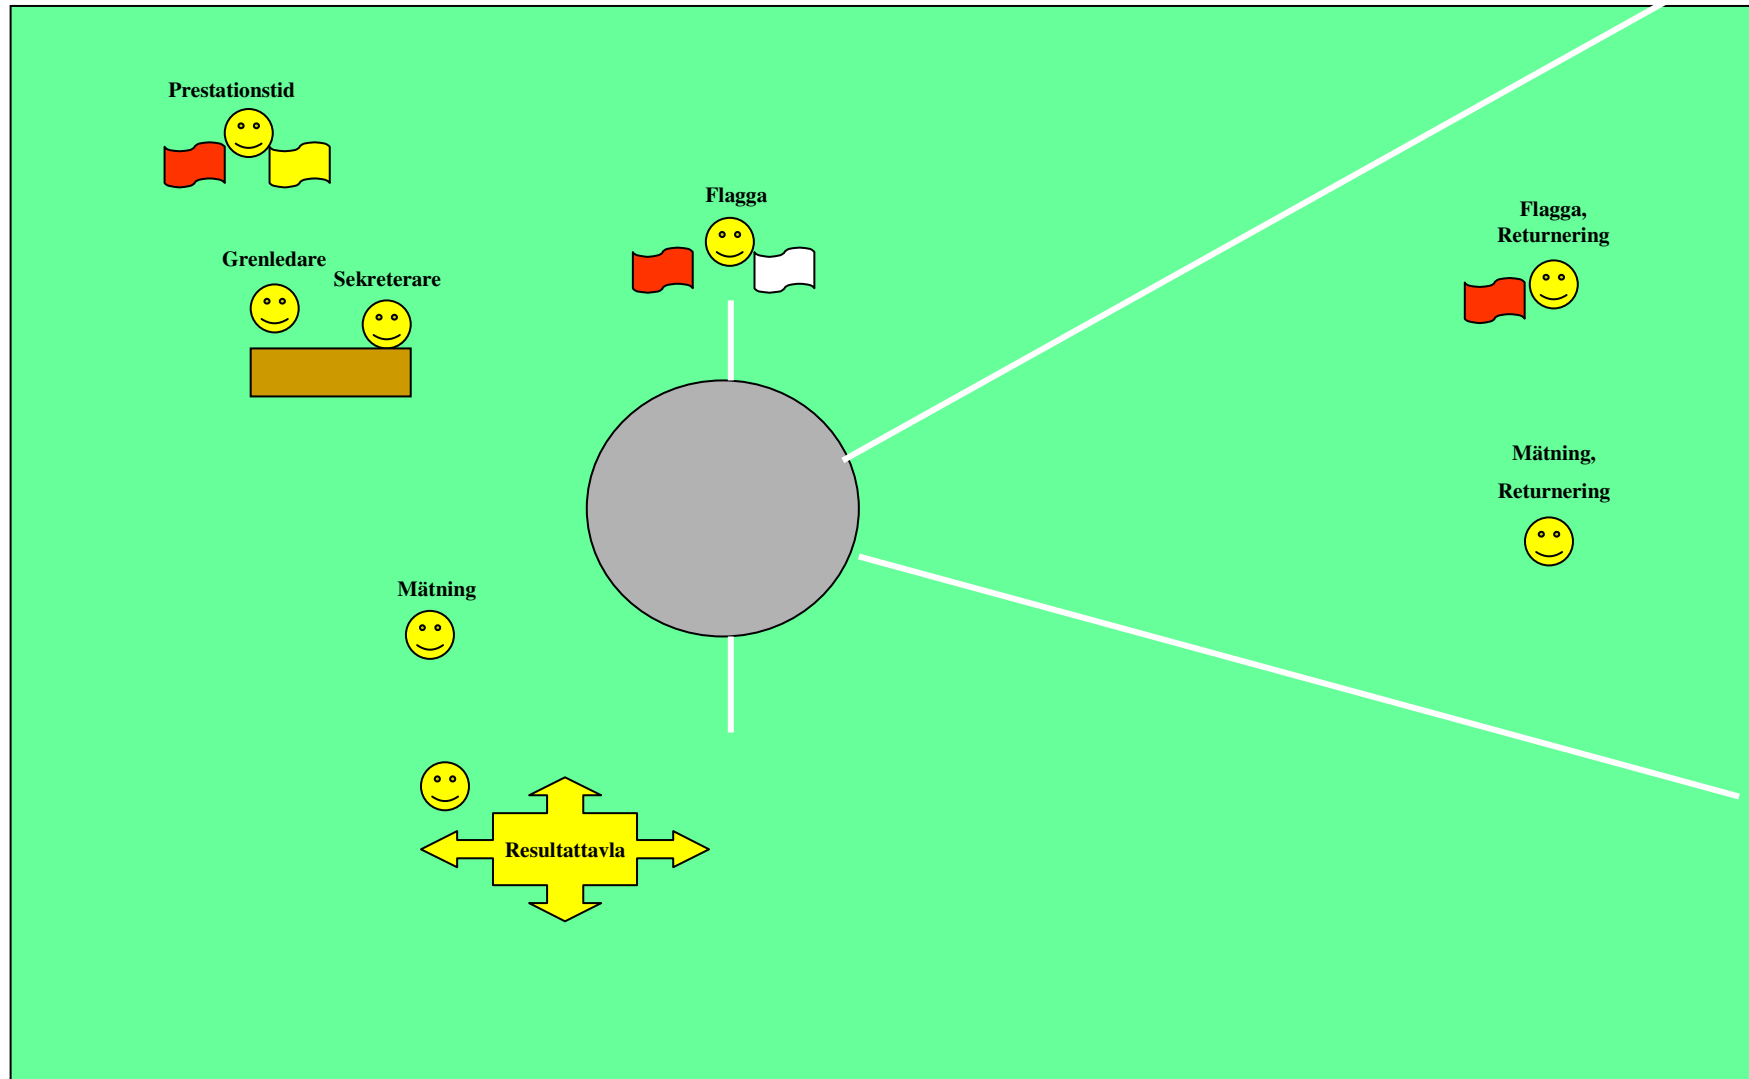 Prestationstid
Flagga
Flagga,
Returnering
Grenledare
Sekreterare
Mätning,
Returnering
Mätning
Resultattavla